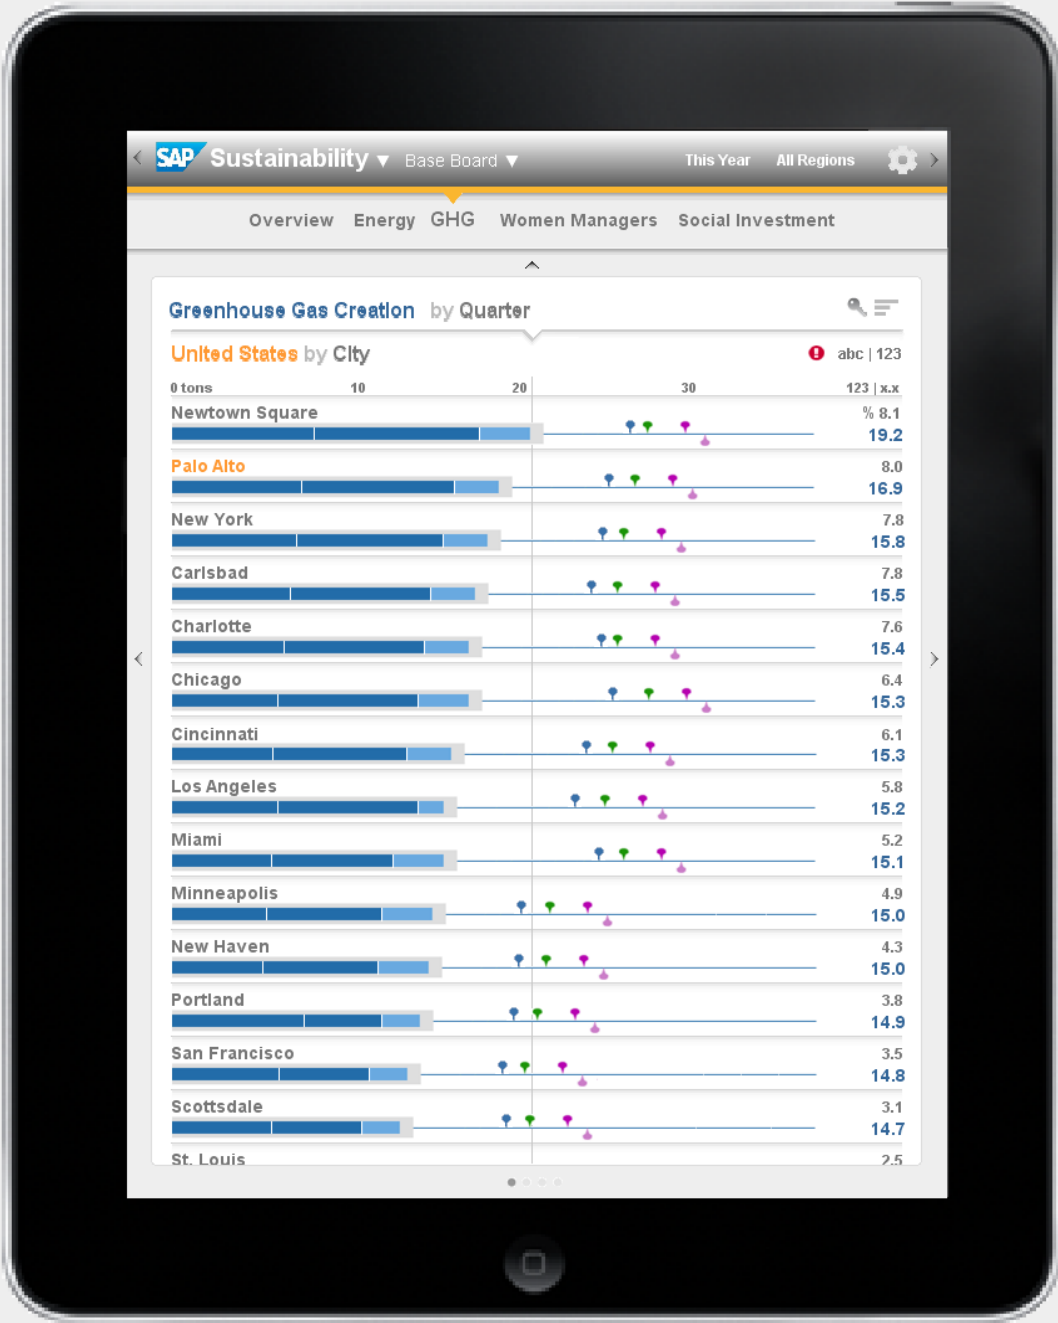 SAP Sustainability ▼ Base Board ▼ This Year All Regions
Overview Energy GHG Women Managers Social Investment
Greenhouse Gas Creation by Quarter
United States by City abc | 123
0 tons 10 20 30 123 | x.x
Newtown Square % 8.1
19.2
Palo Alto 8.0
16.9
New York 7.8
15.8
Carlsbad 7.8
15.5
Charlotte 7.6
15.4
Chicago 6.4
15.3
Cincinnati 6.1
15.3
Los Angeles 5.8
15.2
Miami 5.2
15.1
Minneapolis 4.9
15.0
New Haven 4.3
15.0
Portland 3.8
14.9
San Francisco 3.5
14.8
Scottsdale 3.1
14.7
St. Louis 2.5